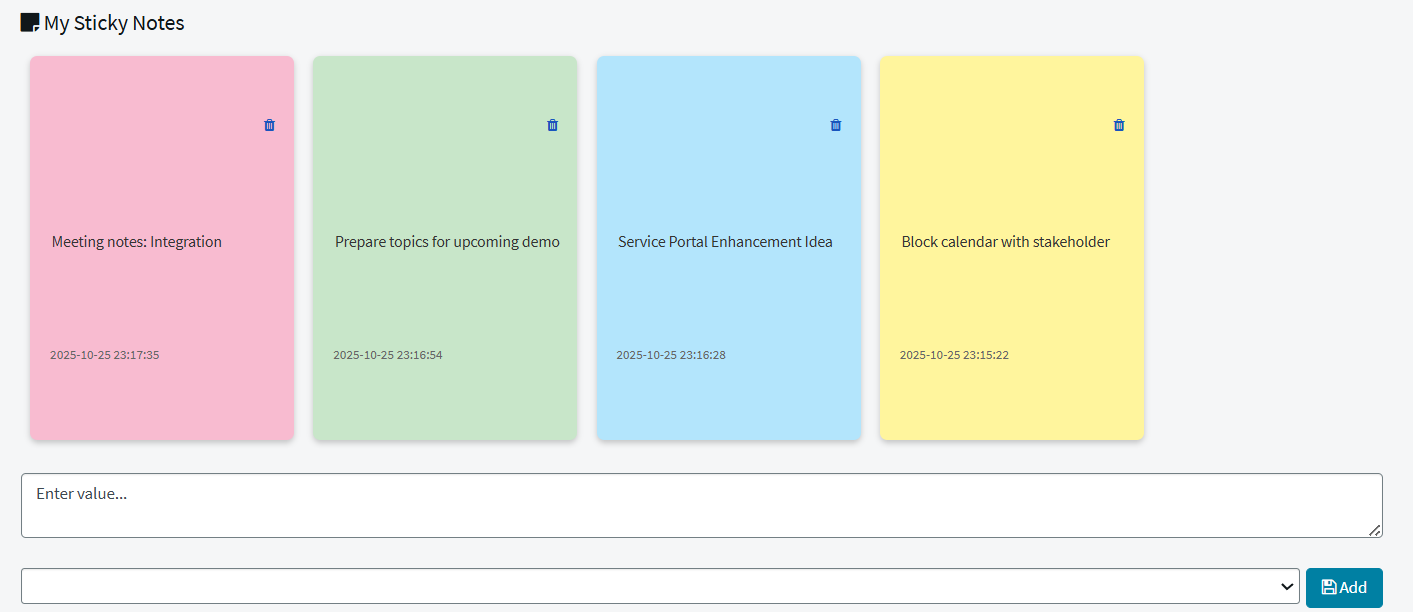 My Sticky Notes
Meeting notes: Integration
2025-10-25 23:17:35
Prepare topics for upcoming demo
2025-10-25 23:16:54
Service Portal Enhancement Idea
2025-10-25 23:16:28
Block calendar with stakeholder
2025-10-25 23:15:22
Enter value...
Add